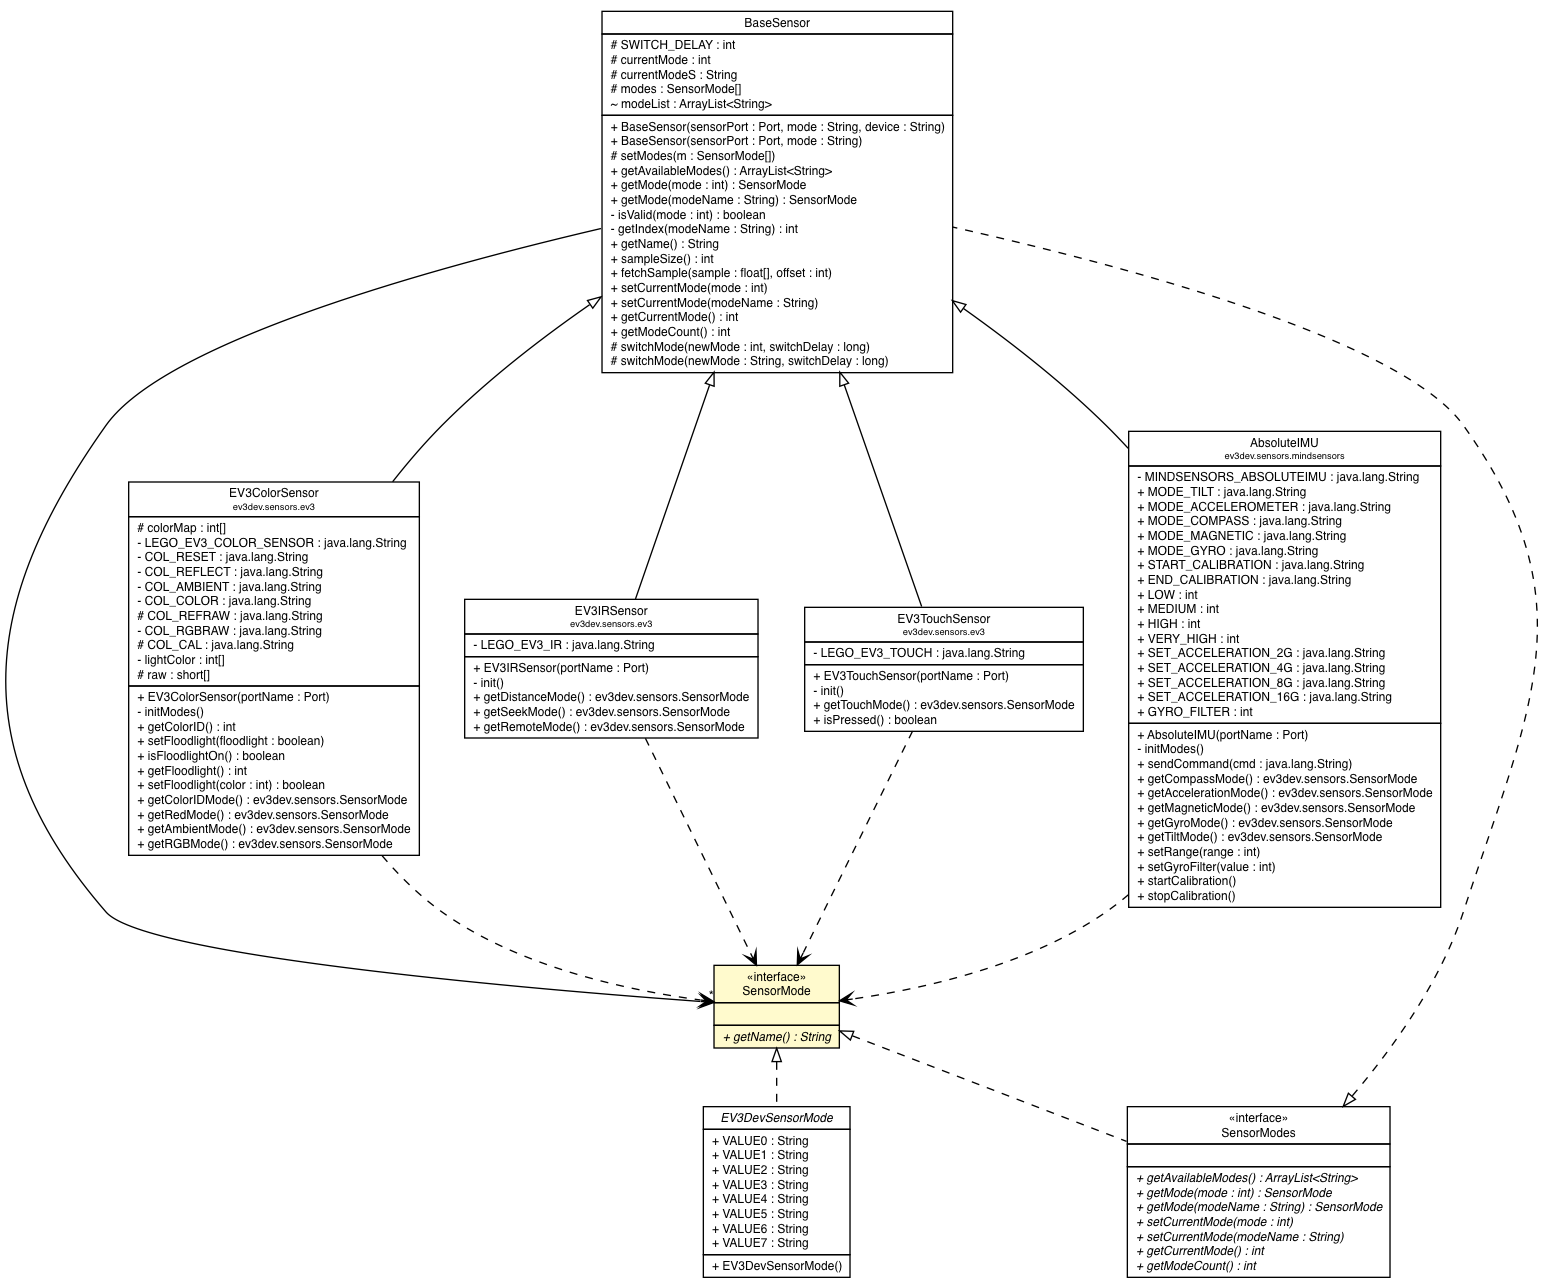 BaseSensor
# SWITCH_DELAY : int
# currentMode : int
# currentModeS : String
# modes : SensorMode[]
~ modeList : ArrayList<String>
+ BaseSensor(sensorPort : Port, mode : String, device : String)
+ BaseSensor(sensorPort : Port, mode : String)
# setModes(m : SensorMode[])
+ getAvailableModes() : ArrayList<String>
+ getMode(mode : int) : SensorMode
+ getMode(modeName : String) : SensorMode
- isValid(mode : int) : boolean
- getIndex(modeName : String) : int
+ getName() : String
+ sampleSize() : int
+ fetchSample(sample : float[], offset : int)
+ setCurrentMode(mode : int)
+ setCurrentMode(modeName : String)
+ getCurrentMode() : int
+ getModeCount() : int
# switchMode(newMode : int, switchDelay : long)
# switchMode(newMode : String, switchDelay : long)
EV3ColorSensor
ev3dev.sensors.ev3
# colorMap : int[]
- LEGO_EV3_COLOR_SENSOR : java.lang.String
- COL_RESET : java.lang.String
- COL_REFLECT : java.lang.String
- COL_AMBIENT : java.lang.String
- COL_COLOR : java.lang.String
# COL_REFRAW : java.lang.String
- COL_RGBRAW : java.lang.String
# COL_CAL : java.lang.String
- lightColor : int[]
# raw : short[]
+ EV3ColorSensor(portName : Port)
- initModes()
+ getColorID() : int
+ setFloodlight(floodlight : boolean)
+ isFloodlightOn() : boolean
+ getFloodlight() : int
+ setFloodlight(color : int) : boolean
+ getColorIDMode() : ev3dev.sensors.SensorMode
+ getRedMode() : ev3dev.sensors.SensorMode
+ getAmbientMode() : ev3dev.sensors.SensorMode
+ getRGBMode() : ev3dev.sensors.SensorMode
EV3IRSensor
ev3dev.sensors.ev3
- LEGO_EV3_IR : java.lang.String
+ EV3IRSensor(portName : Port)
- init()
+ getDistanceMode() : ev3dev.sensors.SensorMode
+ getSeekMode() : ev3dev.sensors.SensorMode
+ getRemoteMode() : ev3dev.sensors.SensorMode
EV3TouchSensor
ev3dev.sensors.ev3
- LEGO_EV3_TOUCH : java.lang.String
+ EV3TouchSensor(portName : Port)
- init()
+ getTouchMode() : ev3dev.sensors.SensorMode
+ isPressed() : boolean
AbsoluteIMU
ev3dev.sensors.mindsensors
- MINDSENSORS_ABSOLUTEIMU : java.lang.String
+ MODE_TILT : java.lang.String
+ MODE_ACCELEROMETER : java.lang.String
+ MODE_COMPASS : java.lang.String
+ MODE_MAGNETIC : java.lang.String
+ MODE_GYRO : java.lang.String
+ START_CALIBRATION : java.lang.String
+ END_CALIBRATION : java.lang.String
+ LOW : int
+ MEDIUM : int
+ HIGH : int
+ VERY_HIGH : int
+ SET_ACCELERATION_2G : java.lang.String
+ SET_ACCELERATION_4G : java.lang.String
+ SET_ACCELERATION_8G : java.lang.String
+ SET_ACCELERATION_16G : java.lang.String
+ GYRO_FILTER : int
+ AbsoluteIMU(portName : Port)
- initModes()
+ sendCommand(cmd : java.lang.String)
+ getCompassMode() : ev3dev.sensors.SensorMode
+ getAccelerationMode() : ev3dev.sensors.SensorMode
+ getMagneticMode() : ev3dev.sensors.SensorMode
+ getGyroMode() : ev3dev.sensors.SensorMode
+ getTiltMode() : ev3dev.sensors.SensorMode
+ setRange(range : int)
+ setGyroFilter(value : int)
+ startCalibration()
+ stopCalibration()
*
«interface»
SensorMode
+ getName() : String
EV3DevSensorMode
+ VALUE0 : String
+ VALUE1 : String
+ VALUE2 : String
+ VALUE3 : String
+ VALUE4 : String
+ VALUE5 : String
+ VALUE6 : String
+ VALUE7 : String
+ EV3DevSensorMode()
«interface»
SensorModes
+ getAvailableModes() : ArrayList<String>
+ getMode(mode : int) : SensorMode
+ getMode(modeName : String) : SensorMode
+ setCurrentMode(mode : int)
+ setCurrentMode(modeName : String)
+ getCurrentMode() : int
+ getModeCount() : int